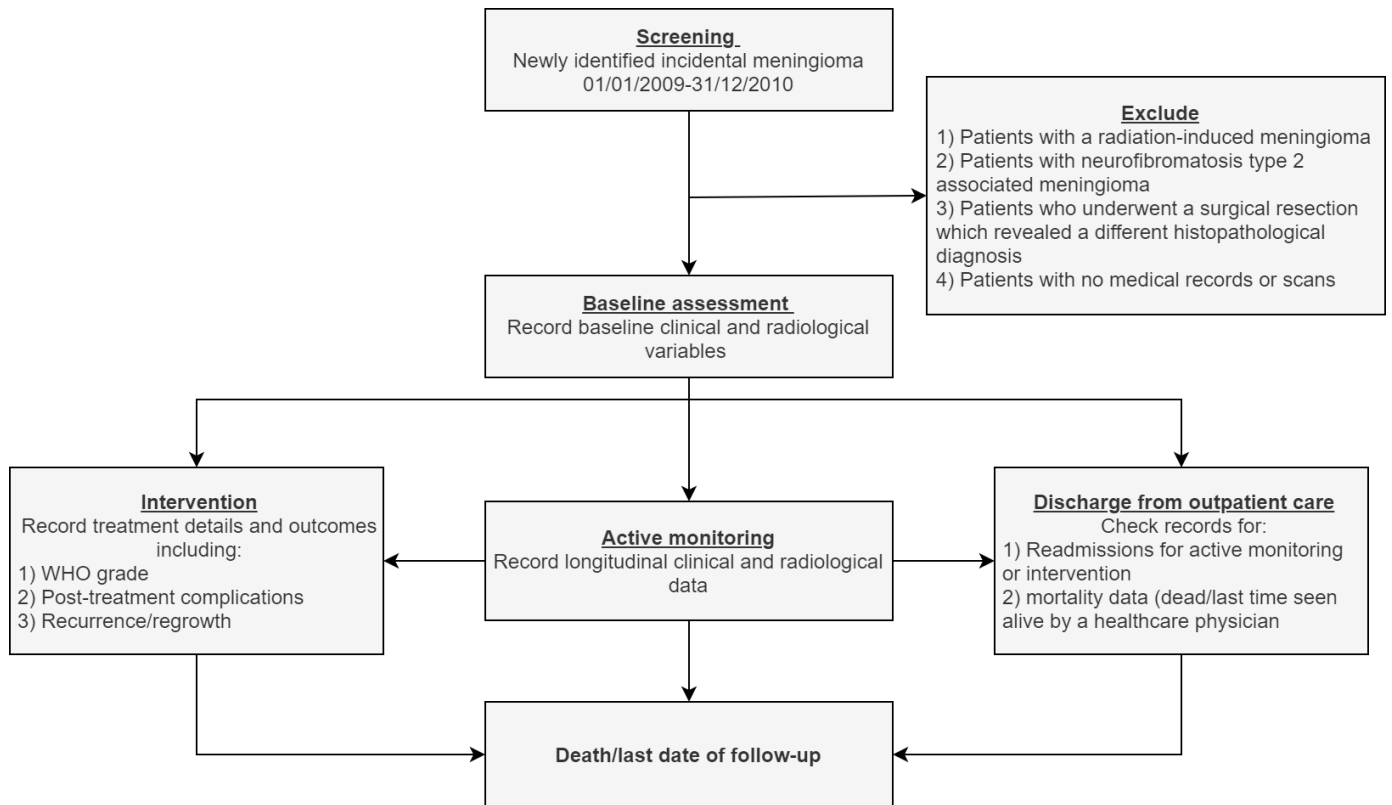 Screening
Newly identified incidental meningioma
01/01/2009-31/12/2010
Exclude
1) Patients with a radiation-induced meningioma
2) Patients with neurofibromatosis type 2
associated meningioma
3) Patients who underwent a surgical resection
which revealed a different histopathological
diagnosis
4) Patients with no medical records or scans
Baseline assessment
Record baseline clinical and radiological
variables
Intervention
Record treatment details and outcomes
including:
1) WHO grade
2) Post-treatment complications
3) Recurrence/regrowth
Active monitoring
Record longitudinal clinical and radiological
data
Discharge from outpatient care
Check records for:
1) Readmissions for active monitoring
or intervention
2) mortality data (dead/last time seen
alive by a healthcare physician
Death/last date of follow-up